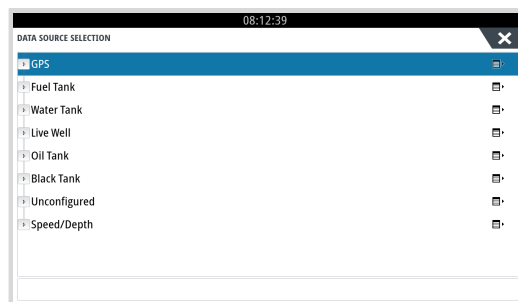 08:12:39
DATA SOURCE SELECTION
GPS
Fuel Tank
Water Tank
Live Well
Oil Tank
Black Tank
Unconfigured
Speed/Depth